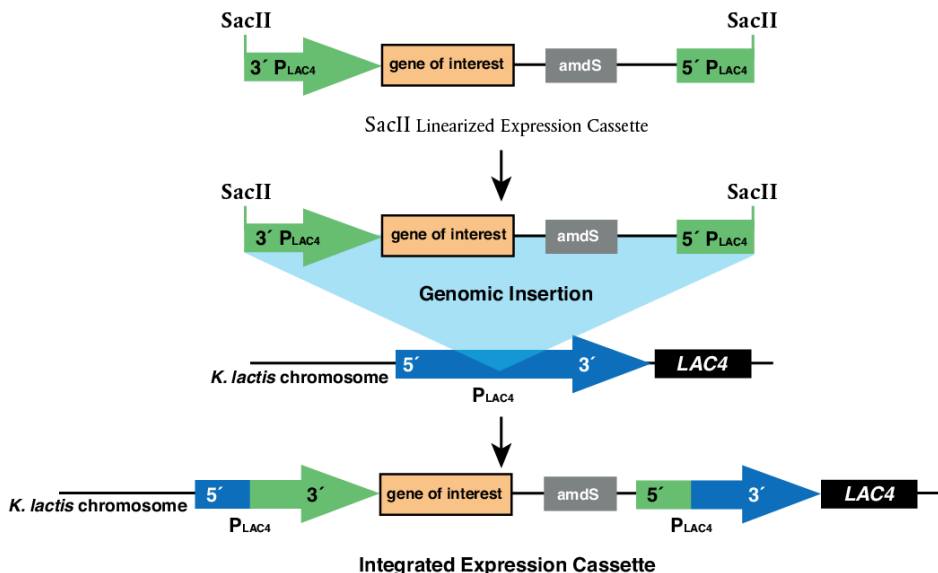 SacII SacII
3´ PLAC4 gene of interest amdS 5´ PLAC4
SacII Linearized Expression Cassette
SacII SacII
3´ PLAC4 gene of interest amdS 5´ PLAC4
Genomic Insertion
5´ 3´ LAC4
K. lactis chromosome
PLAC4
5´ 3´ gene of interest amdS 5´ 3´ LAC4
K. lactis chromosome
PLAC4 PLAC4
Integrated Expression Cassette